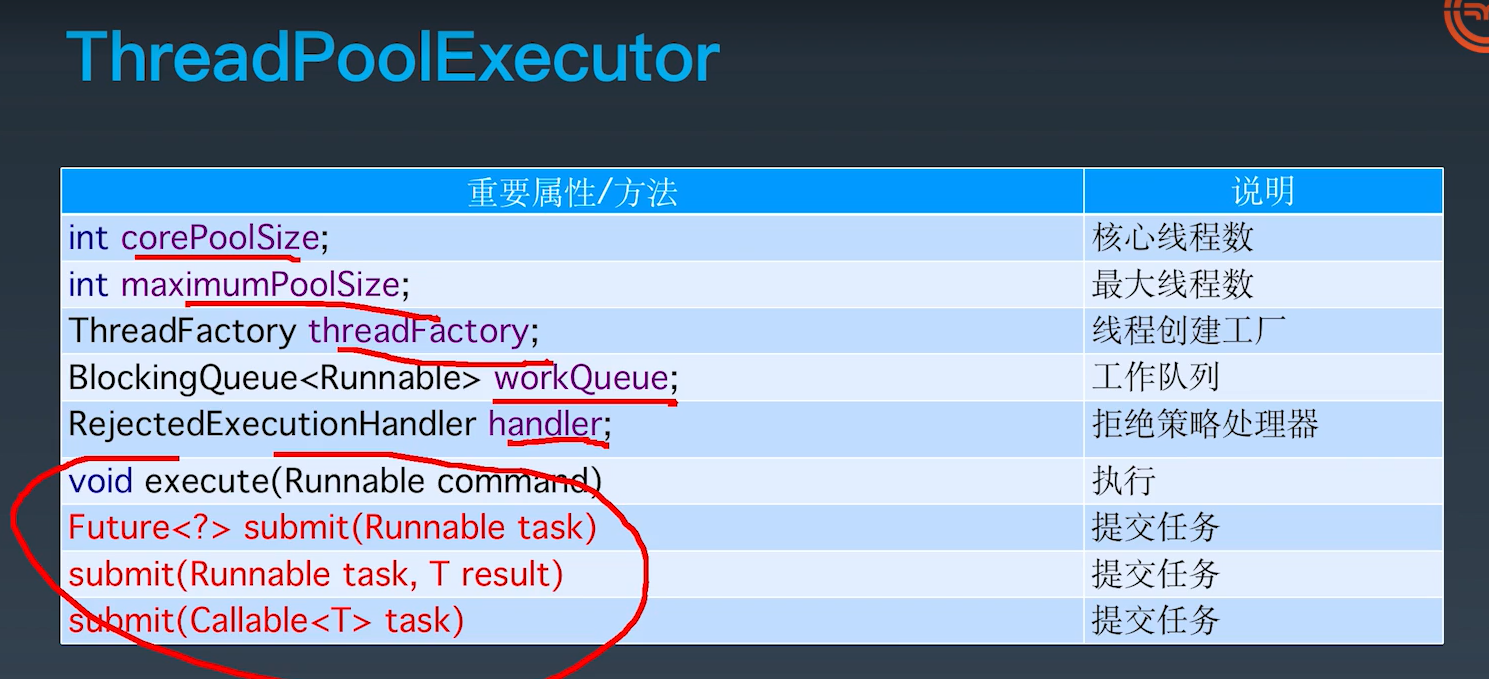 ThreadPoolExecutor
重要属性/方法 说明
int corePoolSize; 核心线程数
int maximumPoolSize; 最大线程数
ThreadFactory threadFactory; 线程创建工厂
BlockingQueue<Runnable> workQueue; 工作队列
RejectedExecutionHandler handler; 拒绝策略处理器
void execute(Runnable command) 执行
Future<?> submit(Runnable task) 提交任务
submit(Runnable task, T result) 提交任务
submit(Callable<T> task) 提交任务